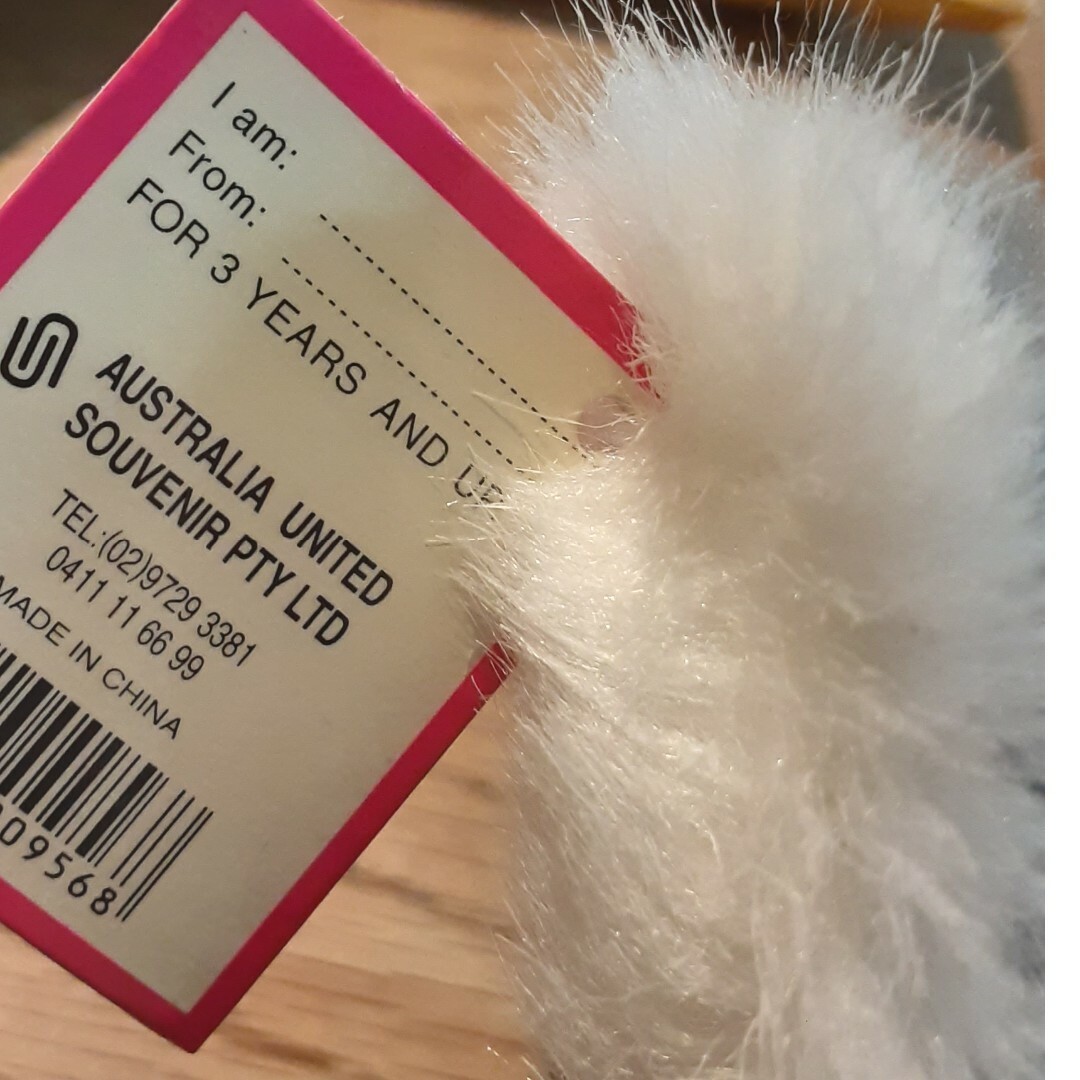 I am:
From:
FOR 3 YEARS AND UP
AUSTRALIA UNITED
SOUVENIR PTY LTD
TEL:(02)9729 3381
0411 11 66 99
MADE IN CHINA
09568